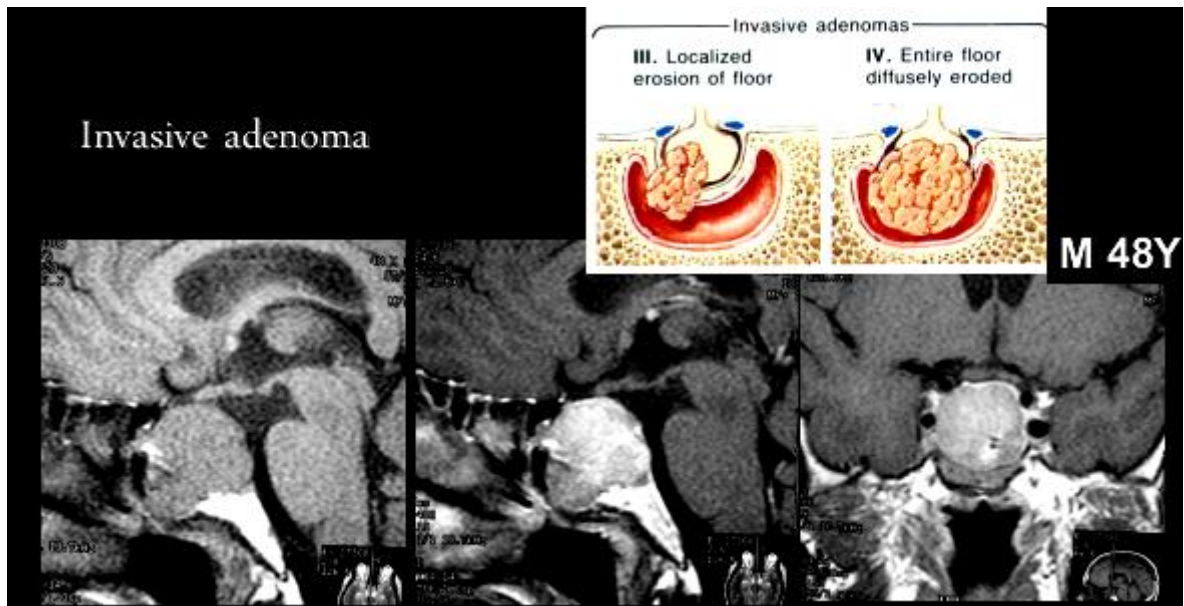 Invasive adenomas
III. Localized
erosion of floor
IV. Entire floor
diffusely eroded
Invasive adenoma
M 48Y